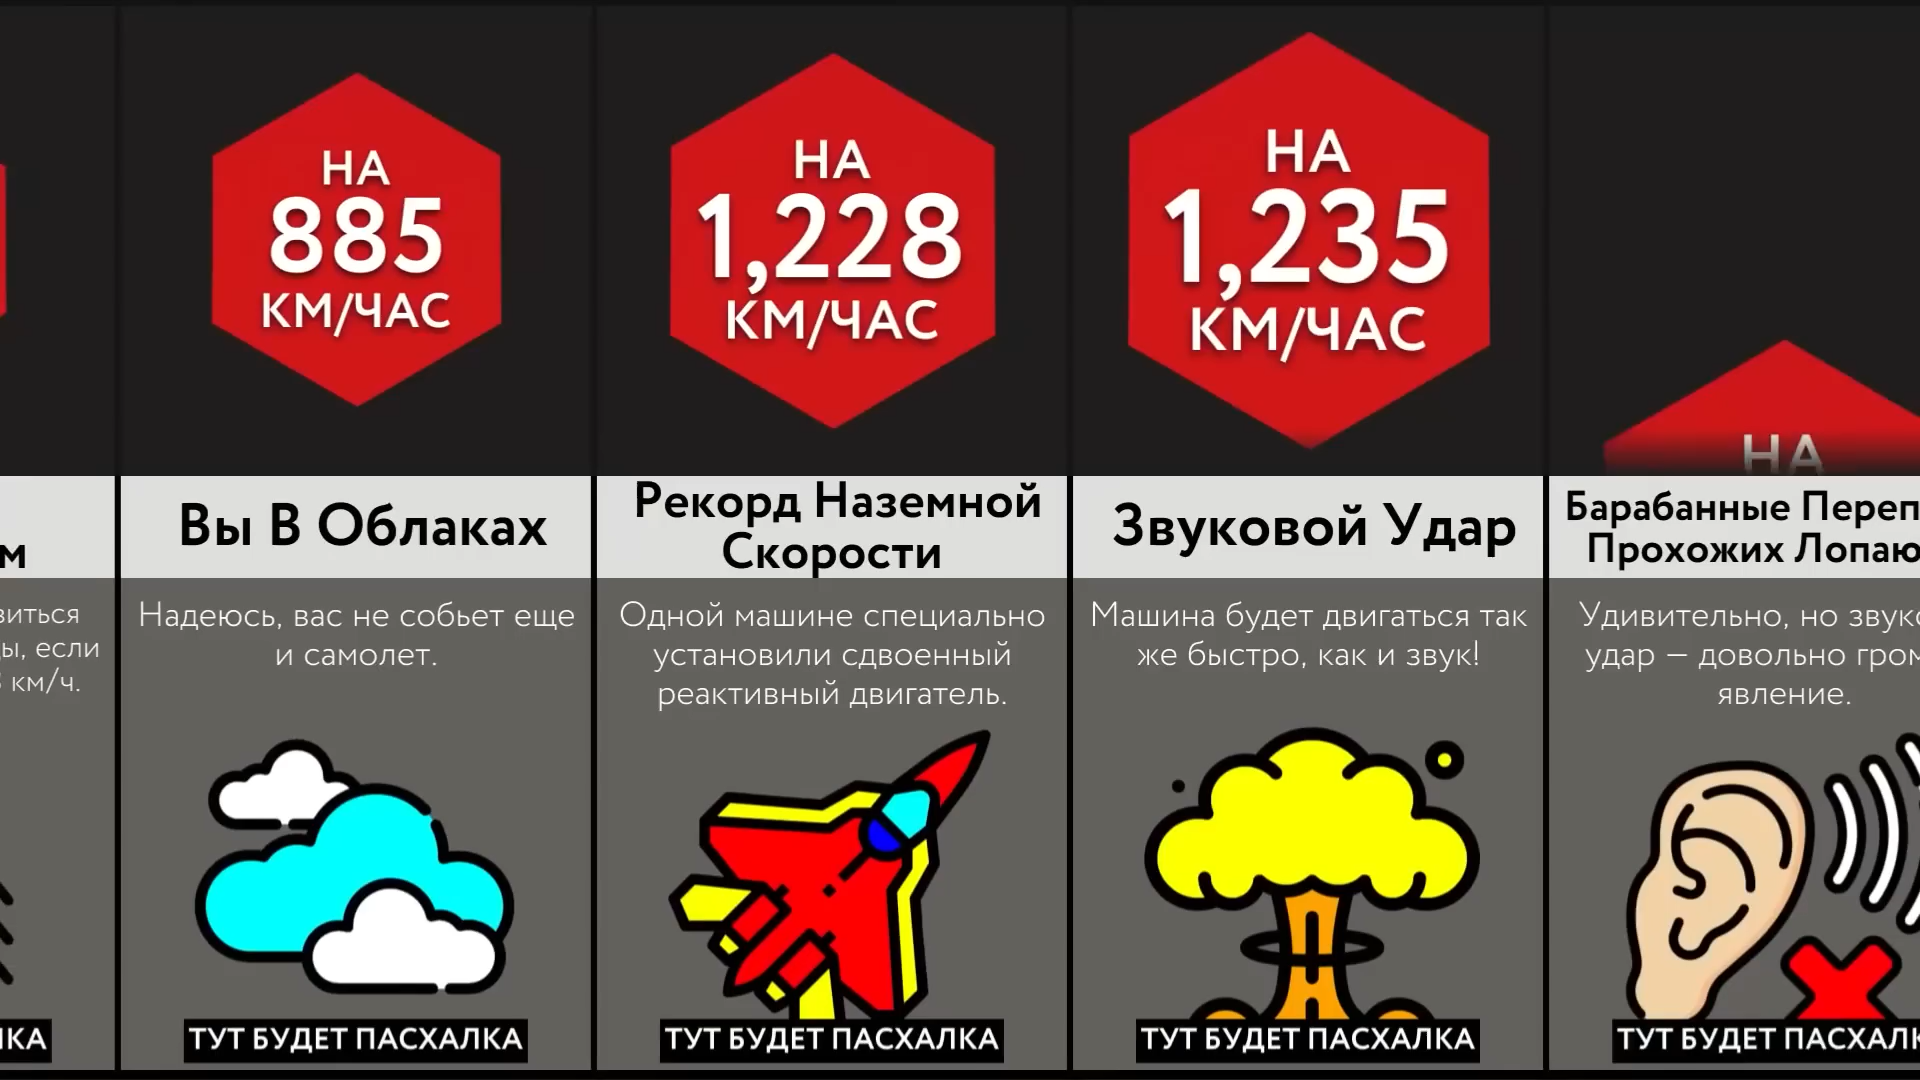 м
виться
ы, если
км/ч.
ЛКА
НА
885
КМ/ЧАС
Вы В Облаках
Надеюсь, вас не собьет еще
и самолет.
ТУТ БУДЕТ ПАСХАЛКА
НА
1,228
КМ/ЧАС
Рекорд Наземной
Скорости
Одной машине специально
установили сдвоенный
реактивный двигатель.
ТУТ БУДЕТ ПАСХАЛКА
НА
1,235
КМ/ЧАС
Звуковой Удар
Машина будет двигаться так
же быстро, как и звук!
ТУТ БУДЕТ ПАСХАЛКА
НА
Барабанные Переп
Прохожих Лопаю
Удивительно, но звуко
удар — довольно гром
явление.
ТУТ БУДЕТ ПАСХАЛК